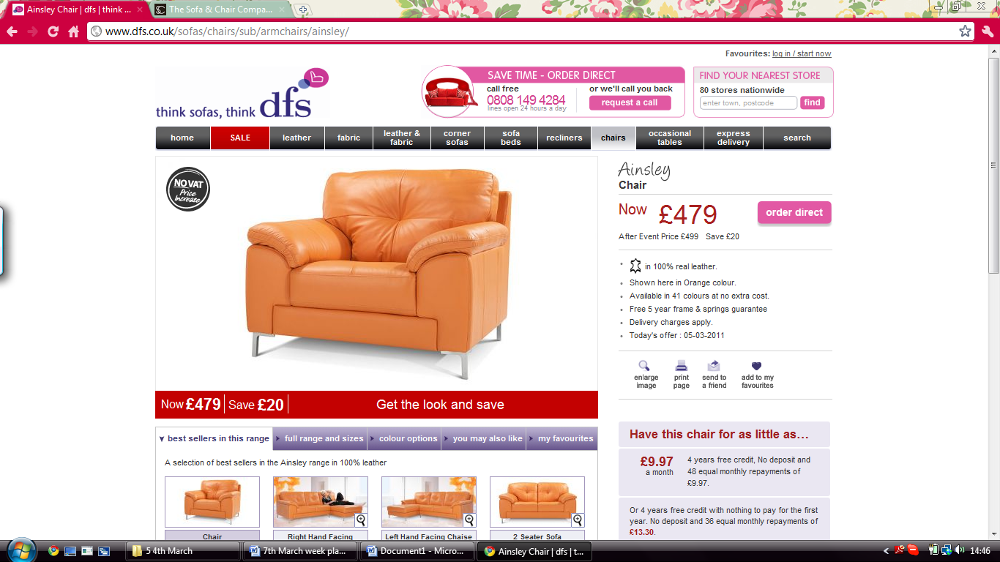 Ainsley Chair | dfs | think ...
The Sofa & Chair Compa...
www.dfs.co.uk/sofas/chairs/sub/armchairs/ainsley/
Favourites: log in / start now
think sofas, think dfs
SAVE TIME - ORDER DIRECT
call free
0808 149 4284
lines open 24 hours a day
or we'll call you back
request a call
FIND YOUR NEAREST STORE
80 stores nationwide
enter town, postcode
find
home
SALE
leather
fabric
leather &
fabric
corner
sofas
sofa
beds
recliners
chairs
occasional
tables
express
delivery
search
NO VAT
Price
Increase
Ainsley
Chair
Now £479
order direct
After Event Price £499 Save £20
in 100% real leather.
Shown here in Orange colour.
Available in 41 colours at no extra cost.
Free 5 year frame & springs guarantee
Delivery charges apply.
Today's offer : 05-03-2011
enlarge
image
print
page
send to
a friend
add to my
favourites
Now £479 Save £20 Get the look and save
best sellers in this range
full range and sizes
colour options
you may also like
my favourites
A selection of best sellers in the Ainsley range in 100% leather
Chair
Right Hand Facing
Left Hand Facing Chaise
2 Seater Sofa
Have this chair for as little as...
£9.97
a month
4 years free credit, No deposit and
48 equal monthly repayments of
£9.97.
Or 4 years free credit with nothing to pay for the first
year. No deposit and 36 equal monthly repayments of
£13.30.
5 4th March
7th March week pla...
Document1 - Micro...
Ainsley Chair | dfs | t...
14:46